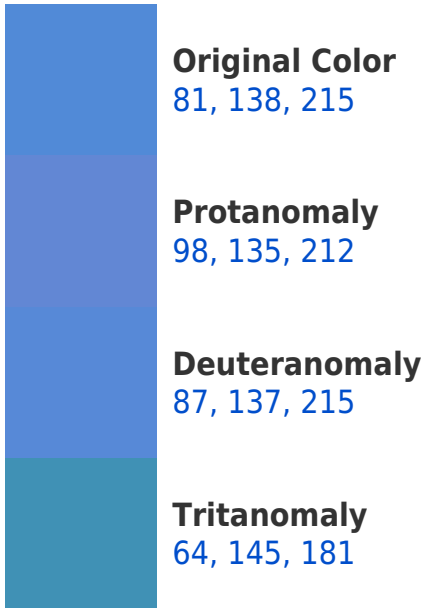 Original Color
81, 138, 215
Protanomaly
98, 135, 212
Deuteranomaly
87, 137, 215
Tritanomaly
64, 145, 181